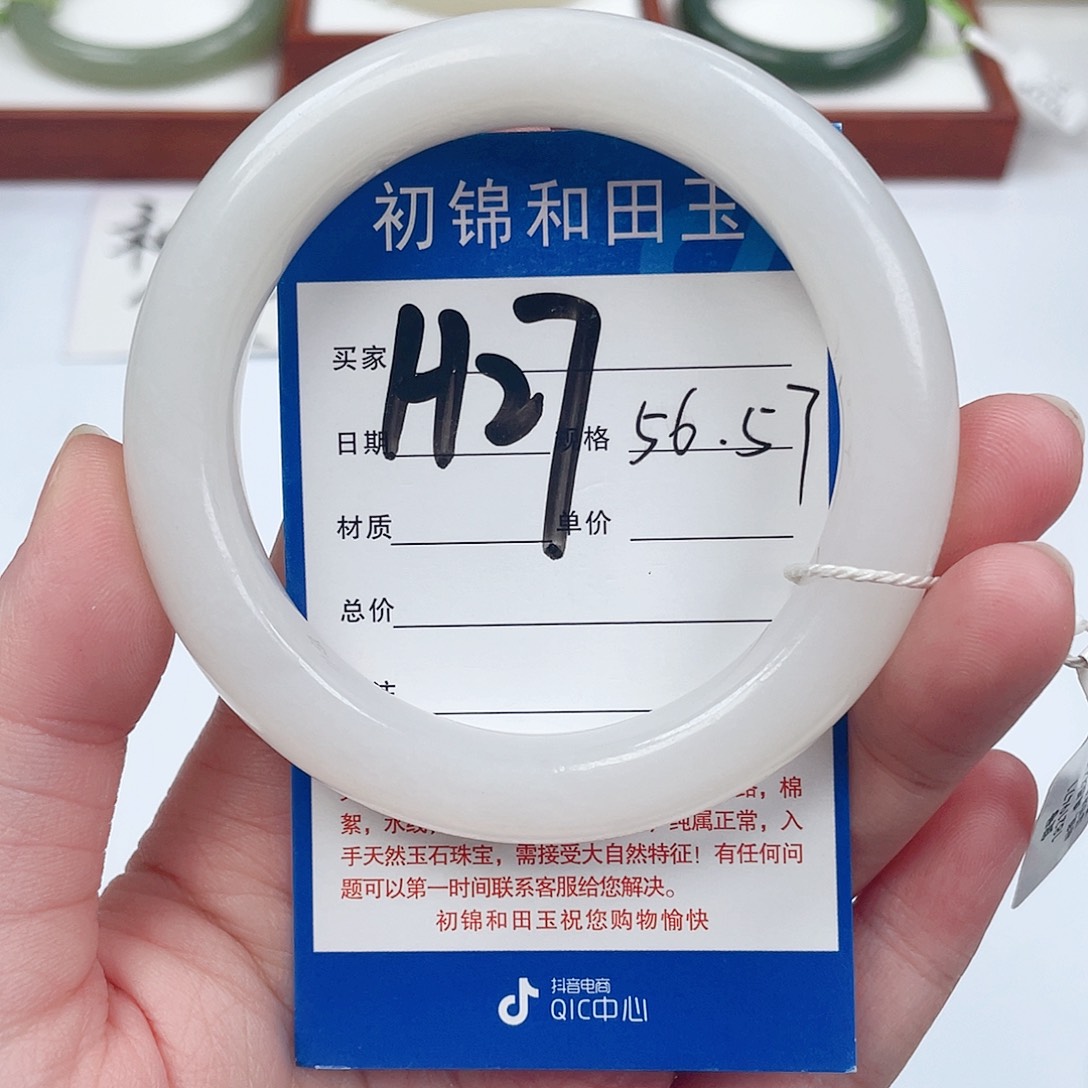 初锦和田玉
买家
H27
日期 规格 56.57
材质 单价
总价
，棉
絮，水线， ，纯属正常，入
手天然玉石珠宝，需接受大自然特征！有任何问
题可以第一时间联系客服给您解决。
初锦和田玉祝您购物愉快
抖音电商
QIC中心